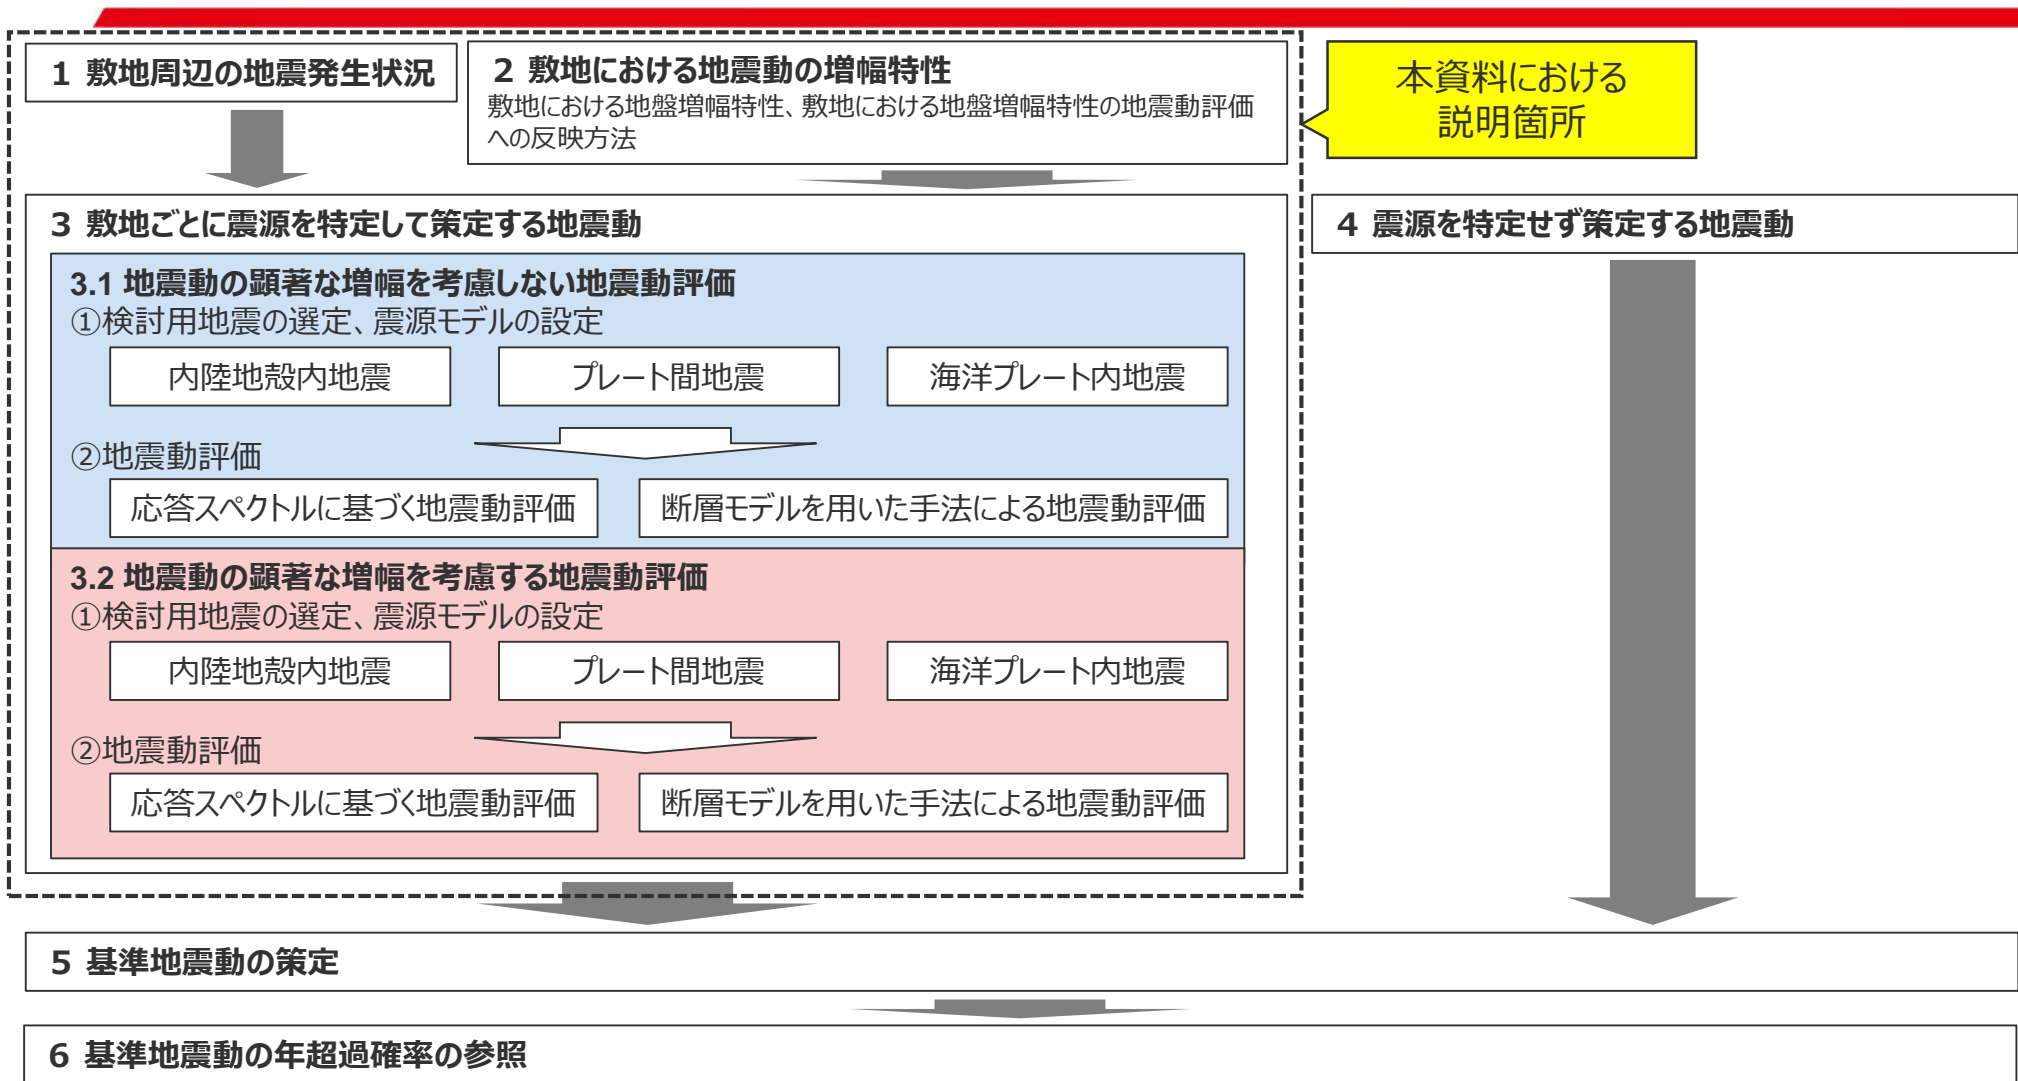 1 敷地周辺の地震発生状況
2 敷地における地震動の増幅特性
敷地における地盤増幅特性、敷地における地盤増幅特性の地震動評価
への反映方法
本資料における
説明箇所
3 敷地ごとに震源を特定して策定する地震動
4 震源を特定せず策定する地震動
3.1 地震動の顕著な増幅を考慮しない地震動評価
①検討用地震の選定、震源モデルの設定
内陸地殻内地震
プレート間地震
海洋プレート内地震
②地震動評価
応答スペクトルに基づく地震動評価
断層モデルを用いた手法による地震動評価
3.2 地震動の顕著な増幅を考慮する地震動評価
①検討用地震の選定、震源モデルの設定
内陸地殻内地震
プレート間地震
海洋プレート内地震
②地震動評価
応答スペクトルに基づく地震動評価
断層モデルを用いた手法による地震動評価
5 基準地震動の策定
6 基準地震動の年超過確率の参照